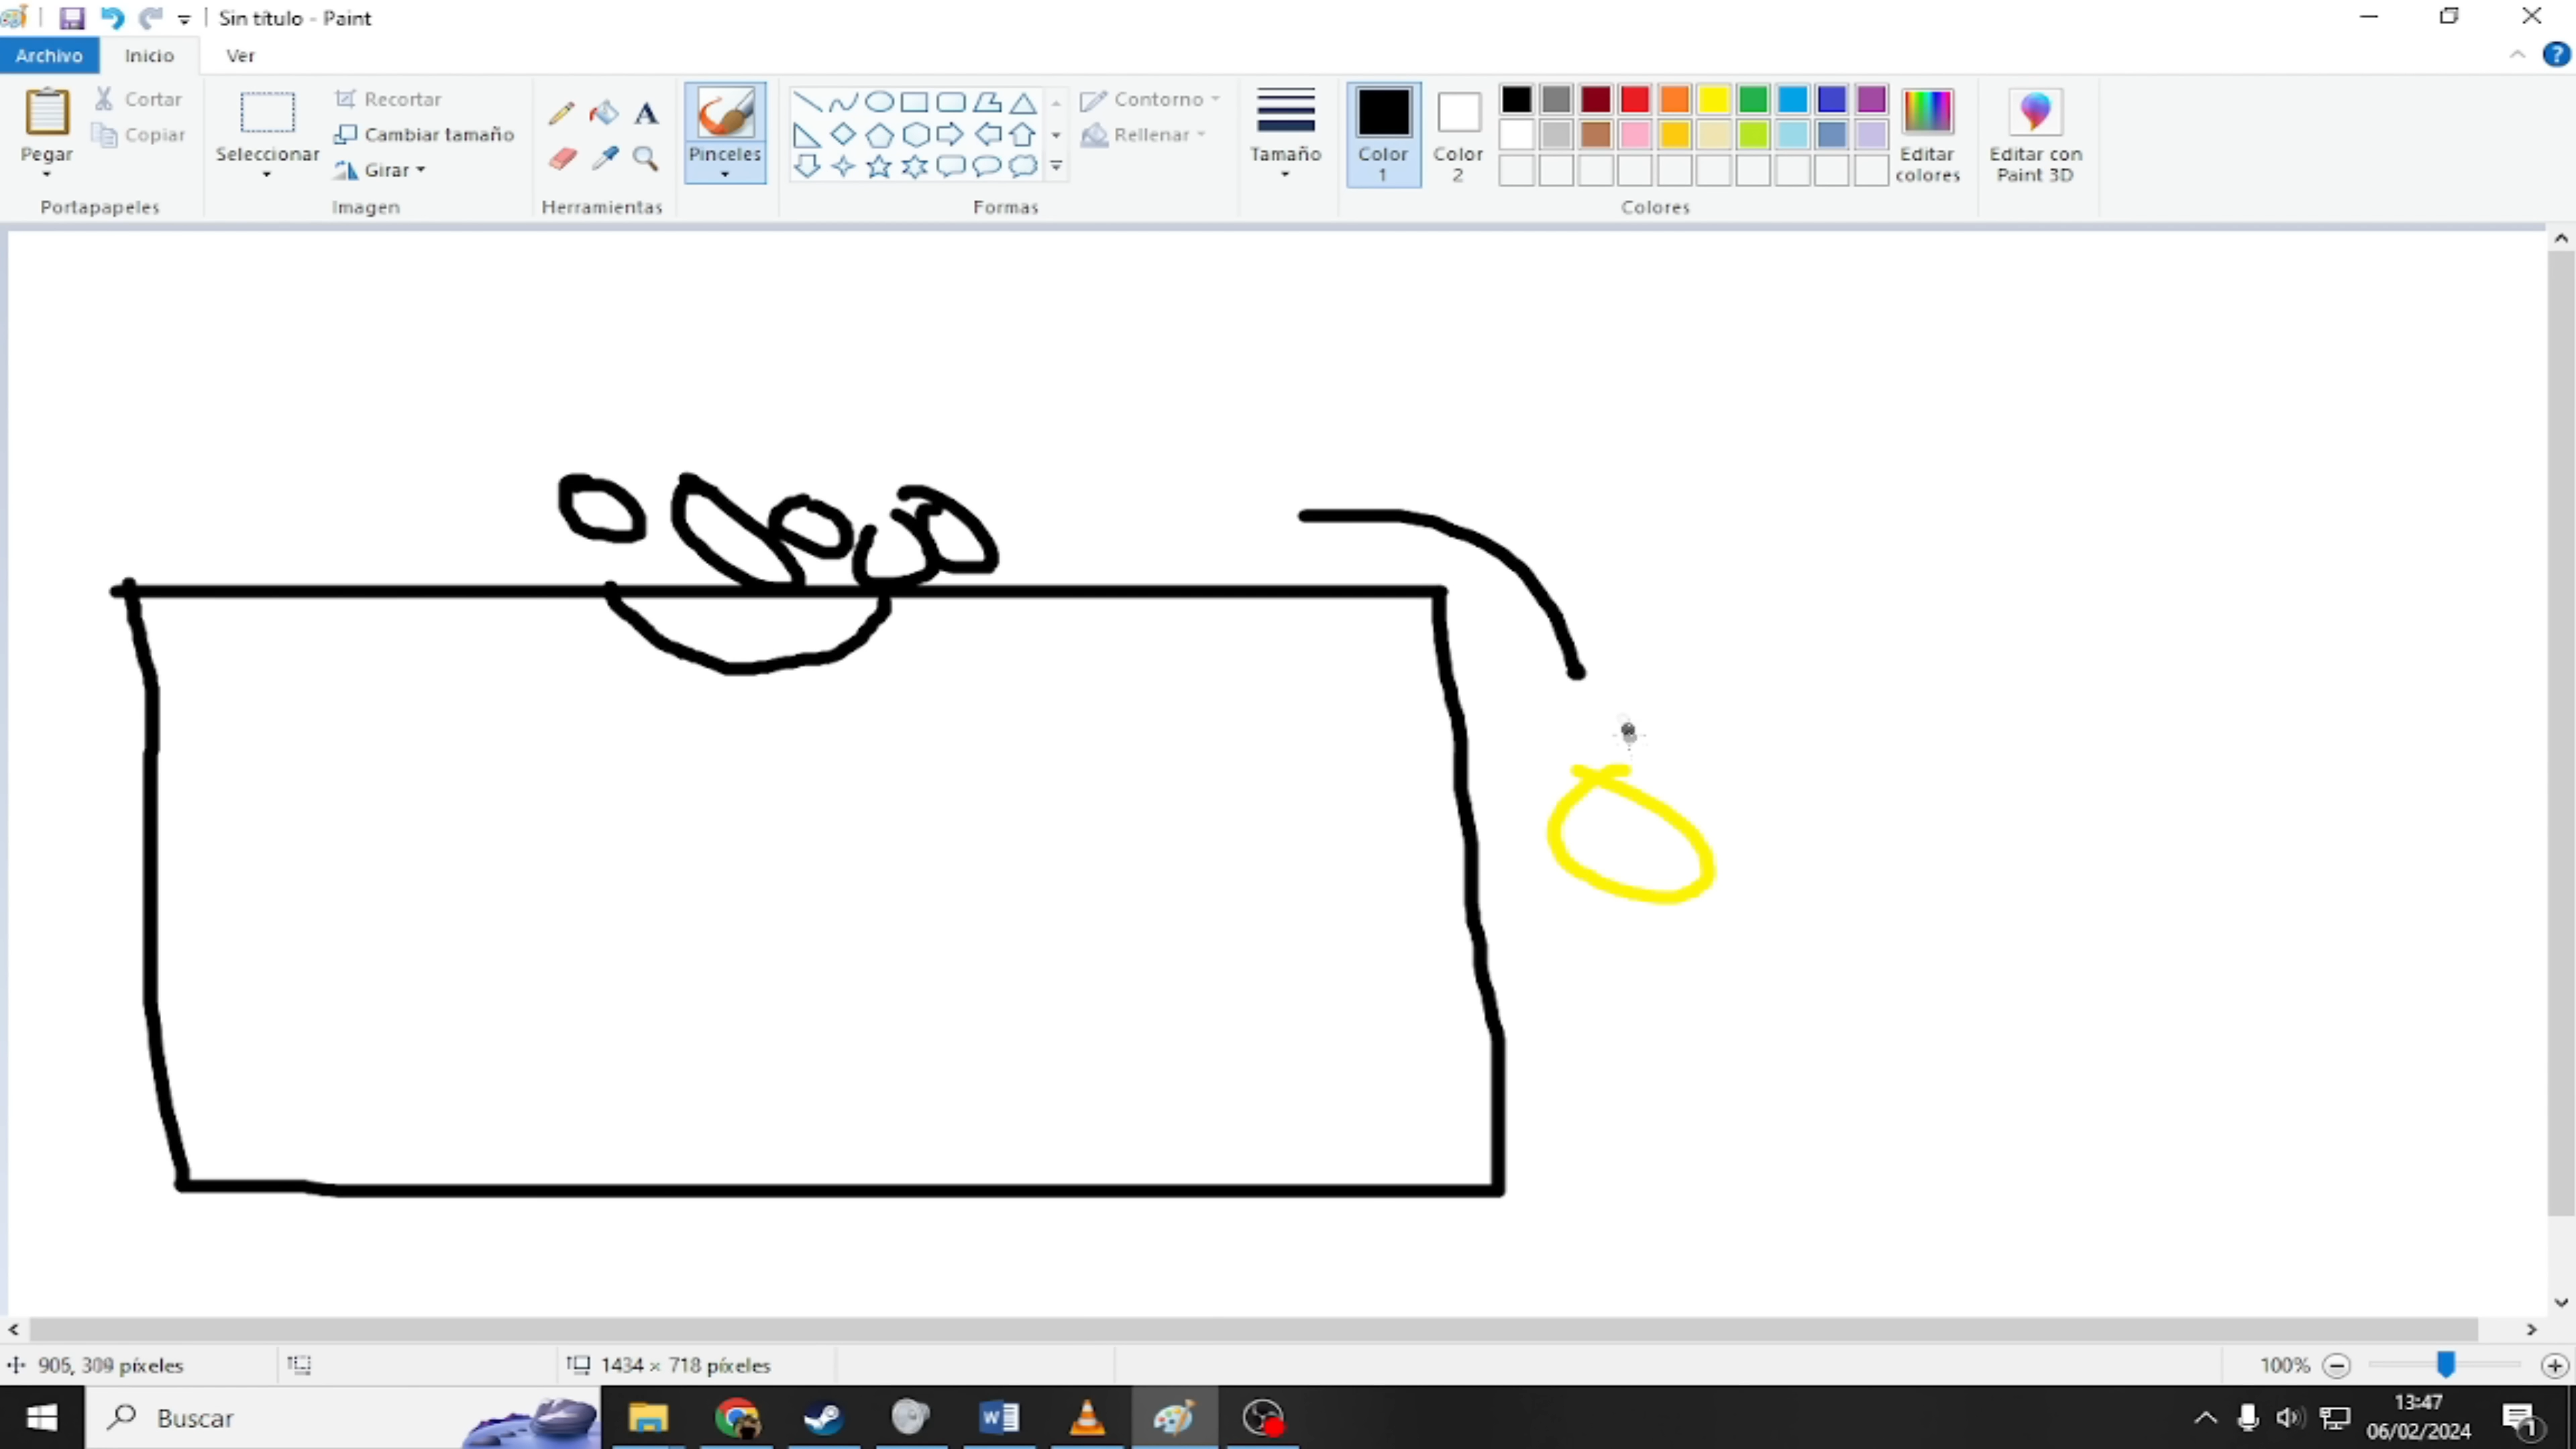 Sin título - Paint
Archivo Inicio Ver
Pegar
Cortar
Copiar
Portapapeles
Seleccionar
Recortar
Cambiar tamaño
Girar
Imagen
A
Herramientas
Pinceles
Contorno
Rellenar
Formas
Tamaño
Color
1
Color
2
Editar
colores
Colores
Editar con
Paint 3D
905, 309 píxeles
1434 × 718 píxeles
100%
Buscar
13:47
06/02/2024
1